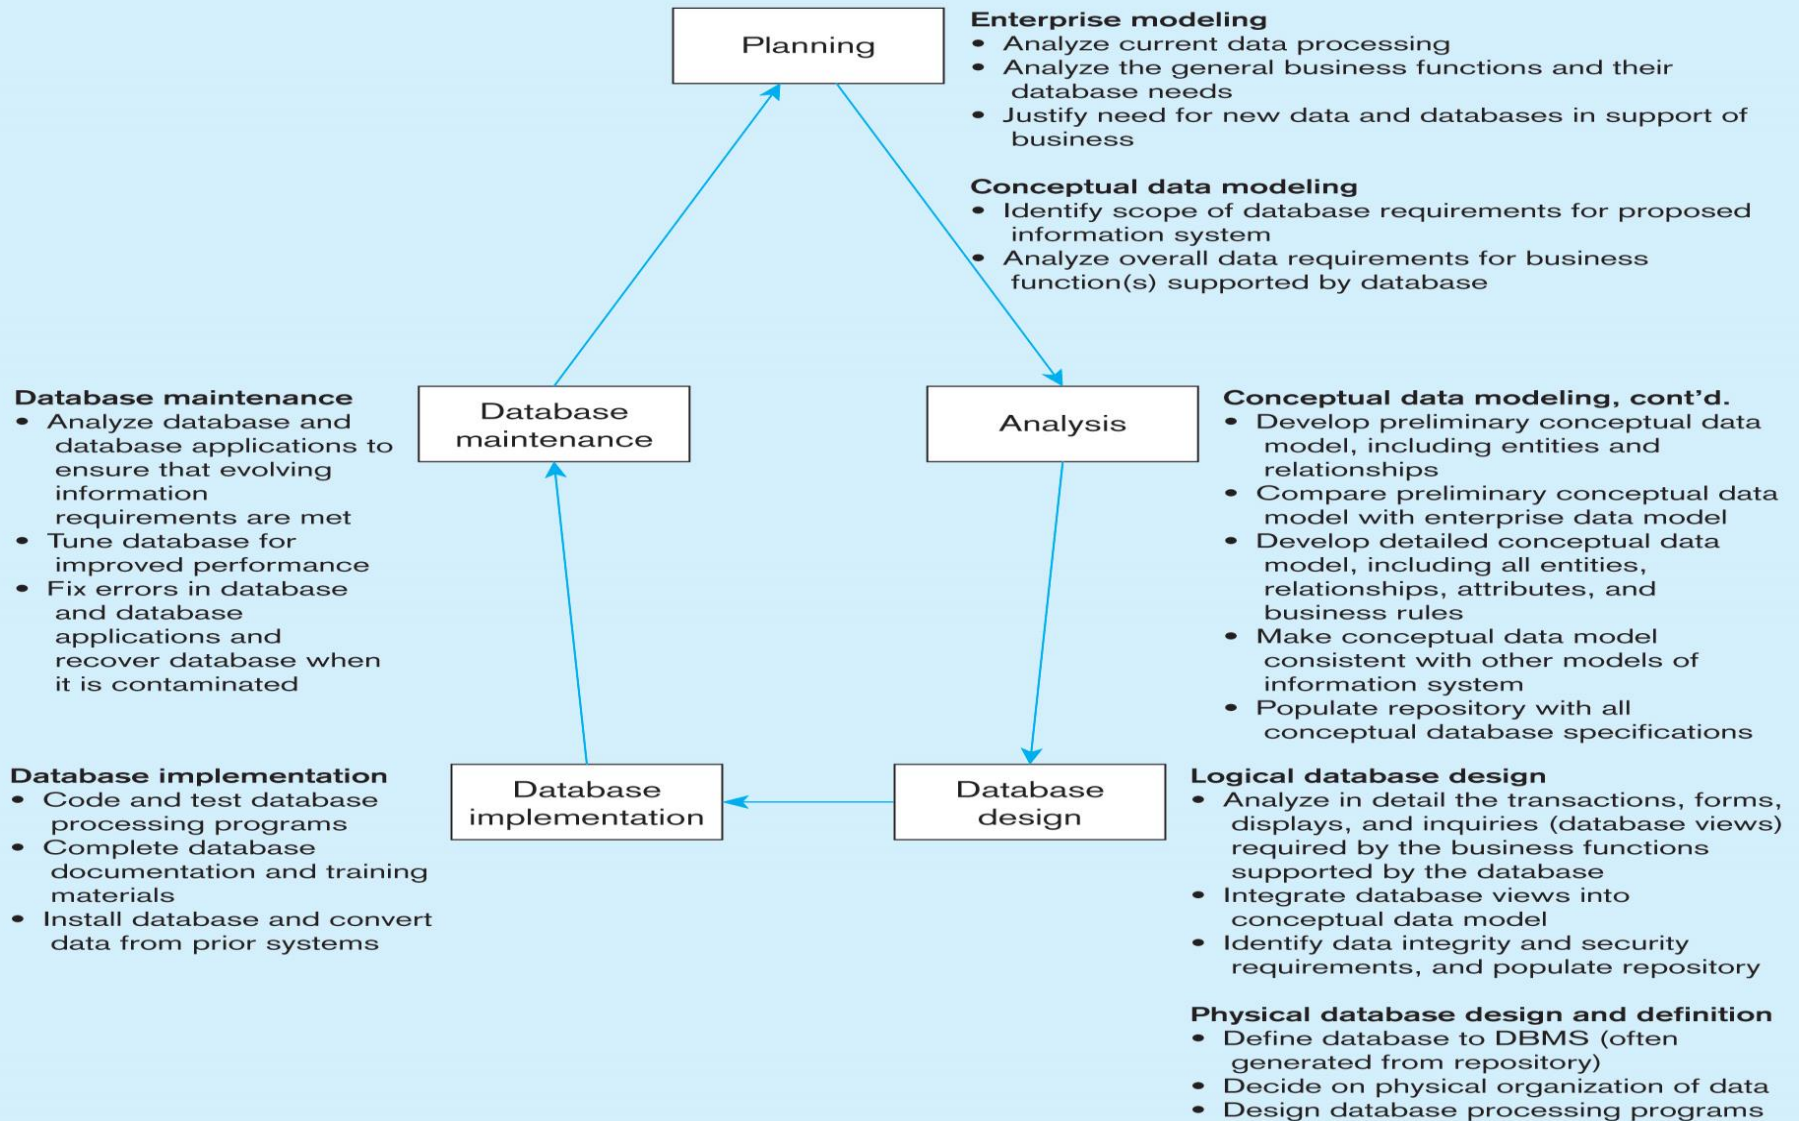 Planning
Enterprise modeling
• Analyze current data processing
• Analyze the general business functions and their
database needs
• Justify need for new data and databases in support of
business
Conceptual data modeling
• Identify scope of database requirements for proposed
information system
• Analyze overall data requirements for business
function(s) supported by database
Database maintenance
• Analyze database and
database applications to
ensure that evolving
information
requirements are met
• Tune database for
improved performance
• Fix errors in database
and database
applications and
recover database when
it is contaminated
Database
maintenance
Analysis
Conceptual data modeling, cont’d.
• Develop preliminary conceptual data
model, including entities and
relationships
• Compare preliminary conceptual data
model with enterprise data model
• Develop detailed conceptual data
model, including all entities,
relationships, attributes, and
business rules
• Make conceptual data model
consistent with other models of
information system
• Populate repository with all
conceptual database specifications
Database implementation
• Code and test database
processing programs
• Complete database
documentation and training
materials
• Install database and convert
data from prior systems
Database
implementation
Database
design
Logical database design
• Analyze in detail the transactions, forms,
displays, and inquiries (database views)
required by the business functions
supported by the database
• Integrate database views into
conceptual data model
• Identify data integrity and security
requirements, and populate repository
Physical database design and definition
• Define database to DBMS (often
generated from repository)
• Decide on physical organization of data
• Design database processing programs